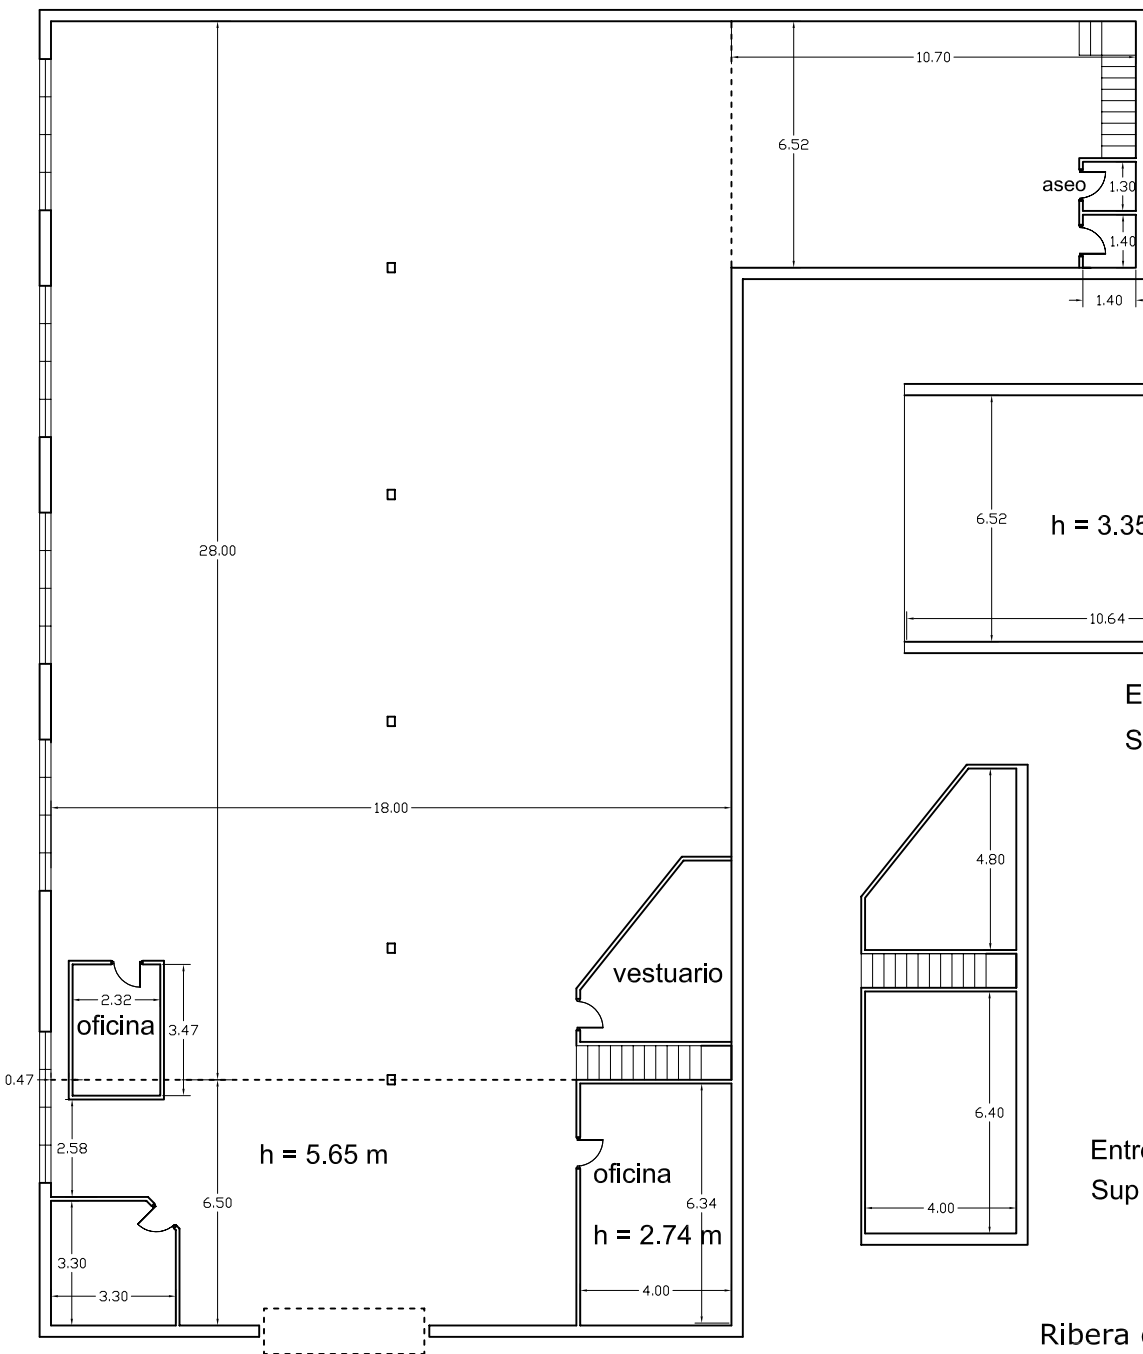 10.70
6.52
aseo
1.30
1.40
1.40
6.52
h = 3.35
28.00
10.64
E
S
18.00
4.80
vestuario
2.32
oficina
3.47
0.47
6.40
2.58
h = 5.65 m
Entre
Sup
oficina
6.50
6.34
4.00
h = 2.74 m
3.30
3.30
4.00
Ribera